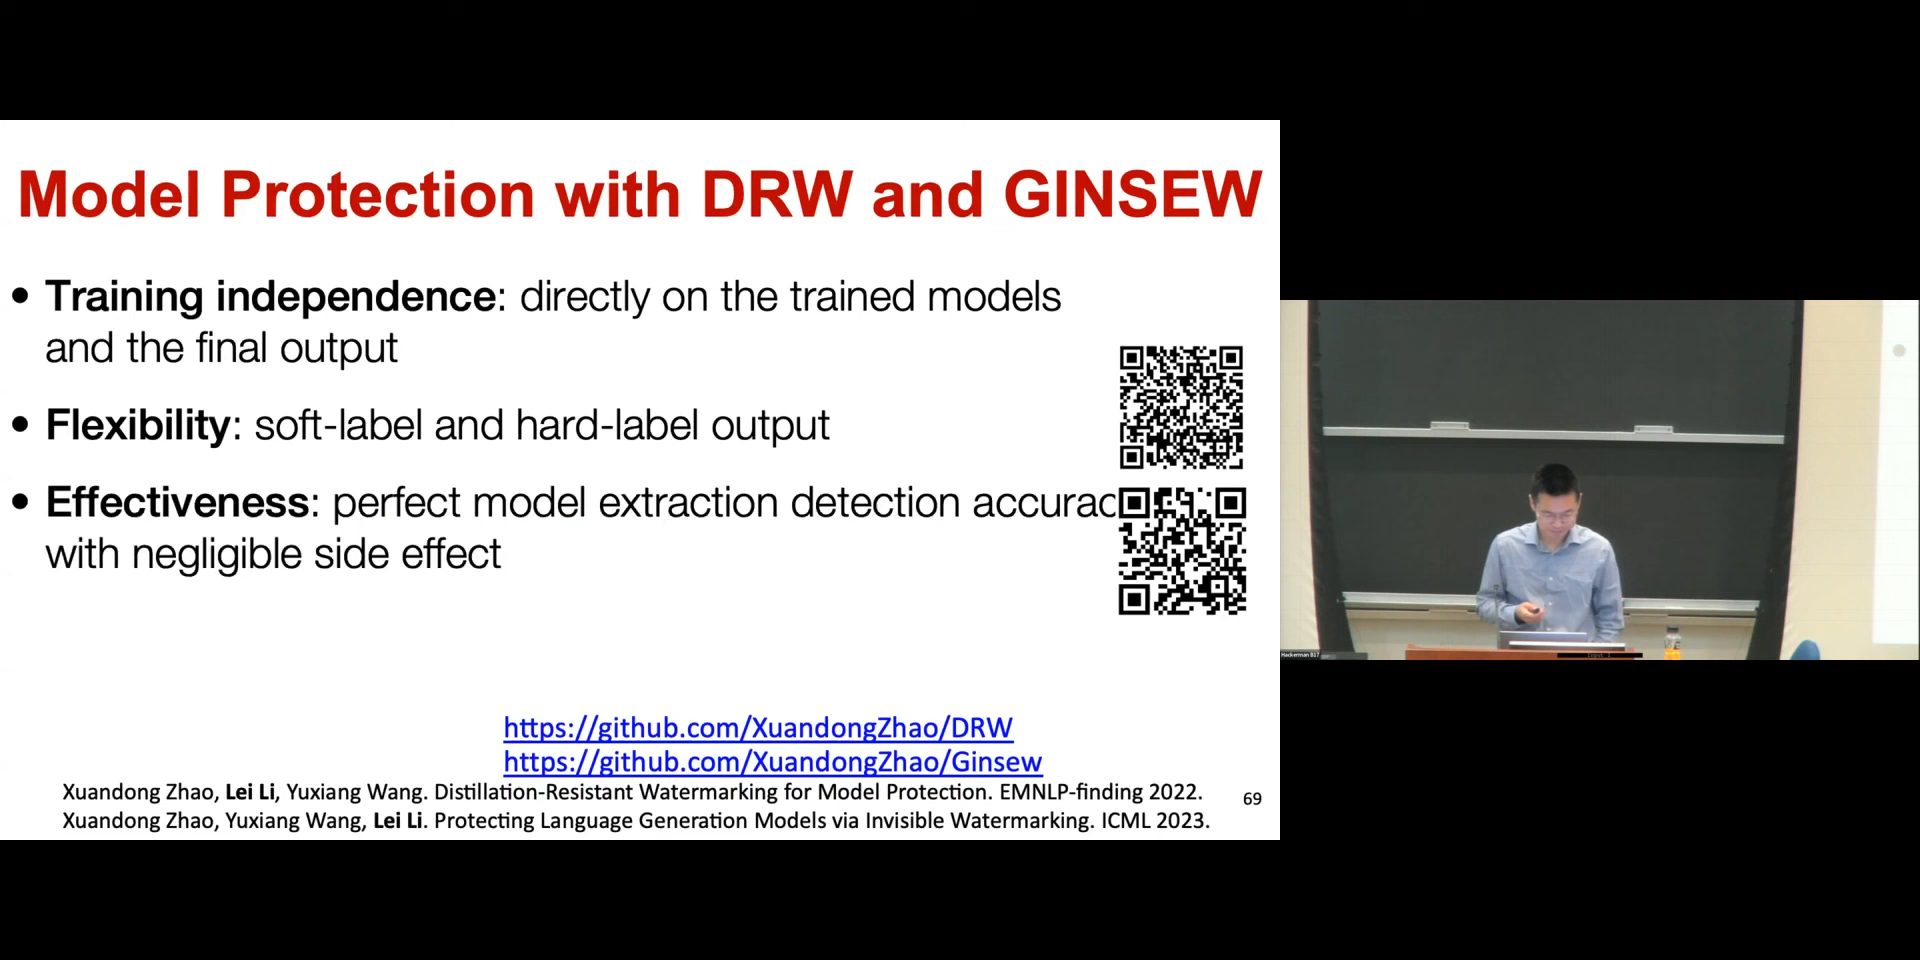 Model Protection with DRW and GINSEW
• Training independence: directly on the trained models
and the final output
• Flexibility: soft-label and hard-label output
• Effectiveness: perfect model extraction detection accurac
with negligible side effect
https://github.com/XuandongZhao/DRW
https://github.com/XuandongZhao/Ginsew
Xuandong Zhao, Lei Li, Yuxiang Wang. Distillation-Resistant Watermarking for Model Protection. EMNLP-finding 2022.
Xuandong Zhao, Yuxiang Wang, Lei Li. Protecting Language Generation Models via Invisible Watermarking. ICML 2023.
69
Hackerman B17